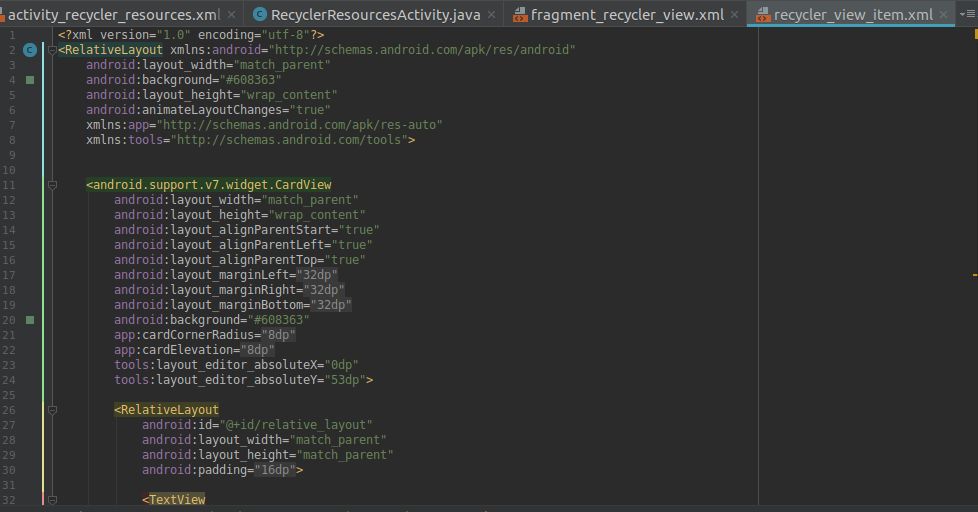 activity_recycler_resources.xml RecyclerResourcesActivity.java fragment_recycler_view.xml recycler_view_item.xml
1 <?xml version="1.0" encoding="utf-8"?>
2 <RelativeLayout xmlns:android="http://schemas.android.com/apk/res/android"
3 android:layout_width="match_parent"
4 android:background="#608363"
5 android:layout_height="wrap_content"
6 android:animateLayoutChanges="true"
7 xmlns:app="http://schemas.android.com/apk/res-auto"
8 xmlns:tools="http://schemas.android.com/tools">
9
10
11 <android.support.v7.widget.CardView
12 android:layout_width="match_parent"
13 android:layout_height="wrap_content"
14 android:layout_alignParentStart="true"
15 android:layout_alignParentLeft="true"
16 android:layout_alignParentTop="true"
17 android:layout_marginLeft="32dp"
18 android:layout_marginRight="32dp"
19 android:layout_marginBottom="32dp"
20 android:background="#608363"
21 app:cardCornerRadius="8dp"
22 app:cardElevation="8dp"
23 tools:layout_editor_absoluteX="0dp"
24 tools:layout_editor_absoluteY="53dp">
25
26 <RelativeLayout
27 android:id="@+id/relative_layout"
28 android:layout_width="match_parent"
29 android:layout_height="match_parent"
30 android:padding="16dp">
31
32 <TextView